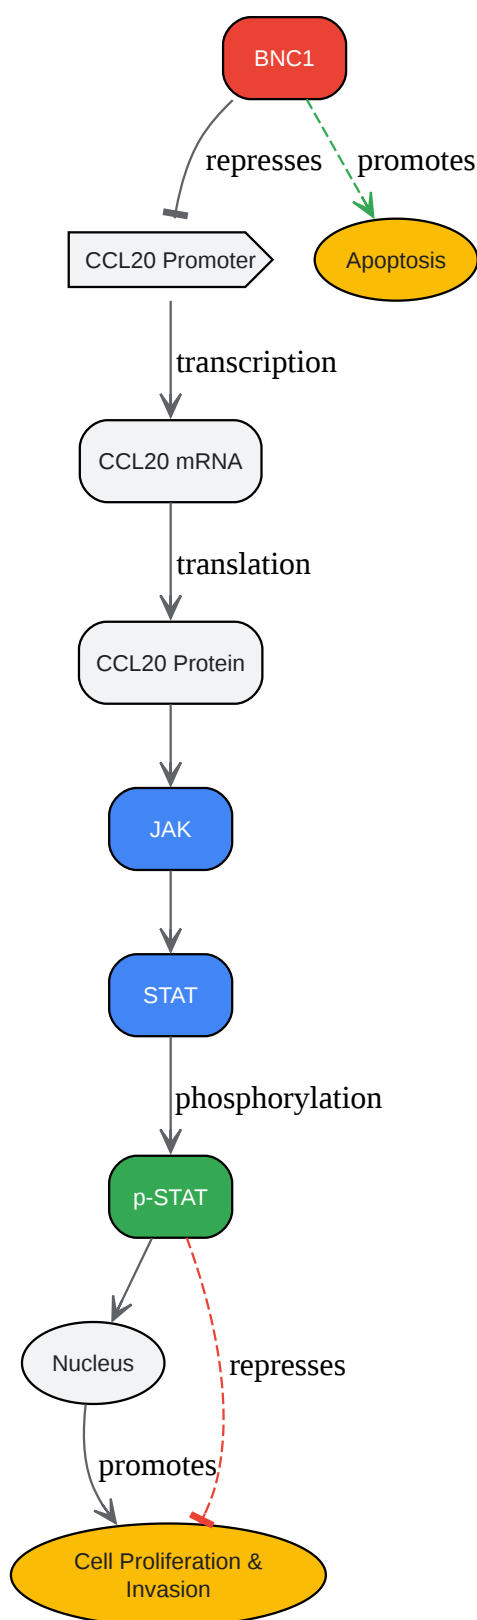 BNC1
represses
promotes
CCL20 Promoter
Apoptosis
transcription
CCL20 mRNA
translation
CCL20 Protein
JAK
STAT
phosphorylation
p-STAT
Nucleus
represses
promotes
Cell Proliferation &
Invasion